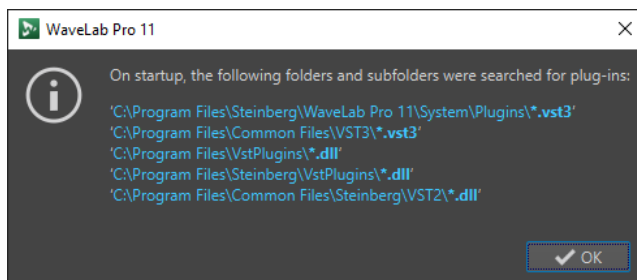 WaveLab Pro 11
On startup, the following folders and subfolders were searched for plug-ins:
'C:\Program Files\Steinberg\WaveLab Pro 11\System\Plugins\*.vst3'
'C:\Program Files\Common Files\VST3\*.vst3'
'C:\Program Files\VstPlugins\*.dll'
'C:\Program Files\Steinberg\VstPlugins\*.dll'
'C:\Program Files\Common Files\Steinberg\VST2\*.dll'
OK